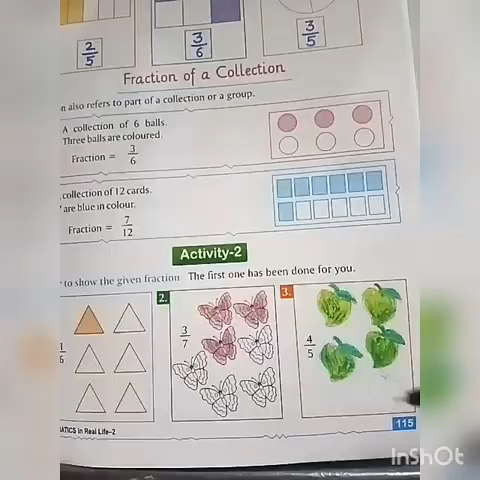 2/5
3/6
3/5
Fraction of a Collection
also refers to part of a collection or a group.
A collection of 6 balls.
Three balls are coloured.
Fraction = 3/6
collection of 12 cards.
are blue in colour.
Fraction = 7/12
Activity-2
to show the given fraction The first one has been done for you.
2.
3.
3/7
4/5
1/6
in Real Life–2
115
InShOt